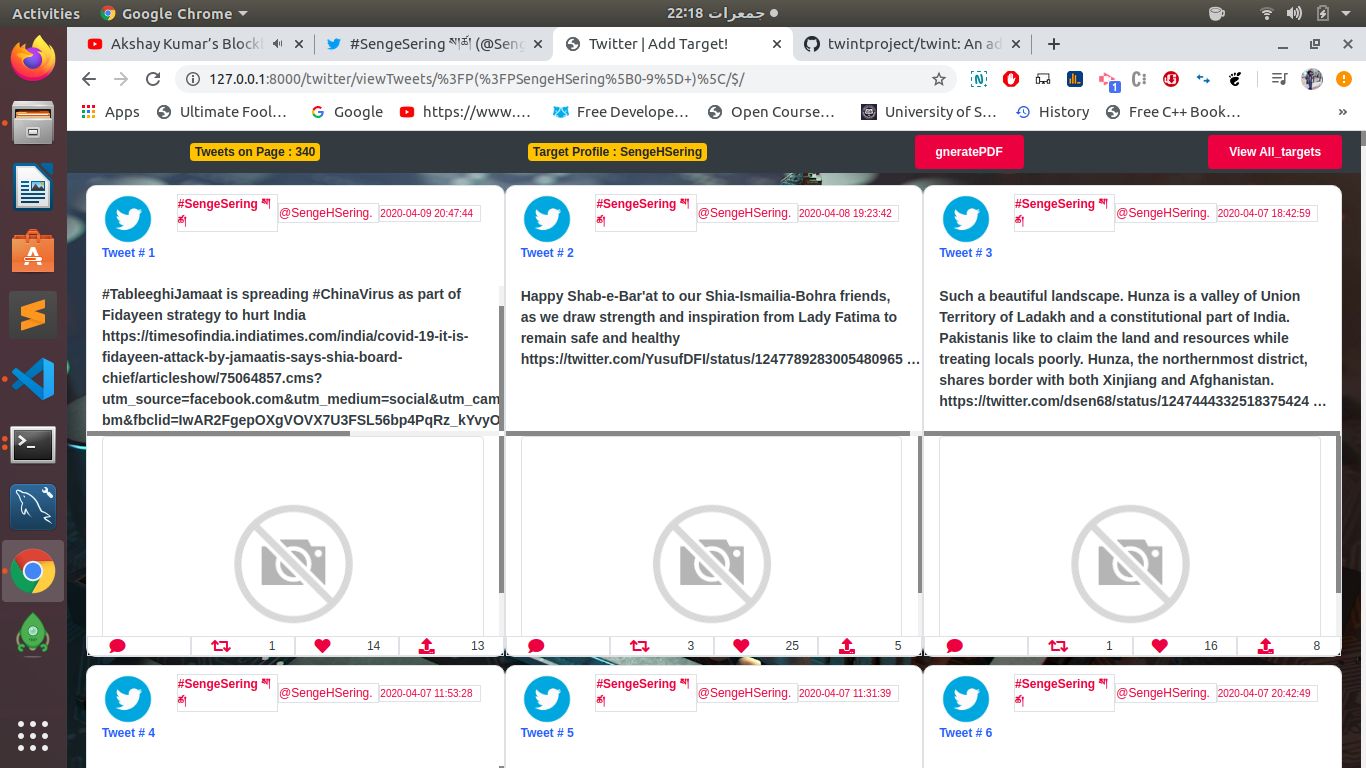 Activities
Google Chrome
22:18 جمعرات
Akshay Kumar's Blockl
#SengeSering སེ།ཚོ། (@Seng
Twitter | Add Target!
twintproject/twint: An ad
127.0.0.1:8000/twitter/viewTweets/%3FP(%3FPSengeHSering%5B0-9%5D+)%5C/$/
1
Apps
Ultimate Fool…
Google
https://www.…
Free Develope…
Open Course…
University of S…
History
Free C++ Book…
»
Tweets on Page : 340
Target Profile : SengeHSering
gneratePDF
View All_targets
#SengeSering
@SengeHSering.
2020-04-09 20:47:44
Tweet # 1
#TableeghiJamaat is spreading #ChinaVirus as part of
Fidayeen strategy to hurt India
https://timesofindia.indiatimes.com/india/covid-19-it-is-
fidayeen-attack-by-jamaatis-says-shia-board-
chief/articleshow/75064857.cms?
utm_source=facebook.com&utm_medium=social&utm_cam
bm&fbclid=IwAR2FgepOXgVOVX7U3FSL56bp4PqRz_kYvyO
1
14
13
#SengeSering
@SengeHSering.
2020-04-08 19:23:42
Tweet # 2
Happy Shab-e-Bar'at to our Shia-Ismailia-Bohra friends,
as we draw strength and inspiration from Lady Fatima to
remain safe and healthy
https://twitter.com/YusufDFI/status/1247789283005480965 …
3
25
5
#SengeSering
@SengeHSering.
2020-04-07 18:42:59
Tweet # 3
Such a beautiful landscape. Hunza is a valley of Union
Territory of Ladakh and a constitutional part of India.
Pakistanis like to claim the land and resources while
treating locals poorly. Hunza, the northernmost district,
shares border with both Xinjiang and Afghanistan.
https://twitter.com/dsen68/status/1247444332518375424 …
1
16
8
#SengeSering
@SengeHSering.
2020-04-07 11:53:28
Tweet # 4
#SengeSering
@SengeHSering.
2020-04-07 11:31:39
Tweet # 5
#SengeSering
@SengeHSering.
2020-04-07 20:42:49
Tweet # 6